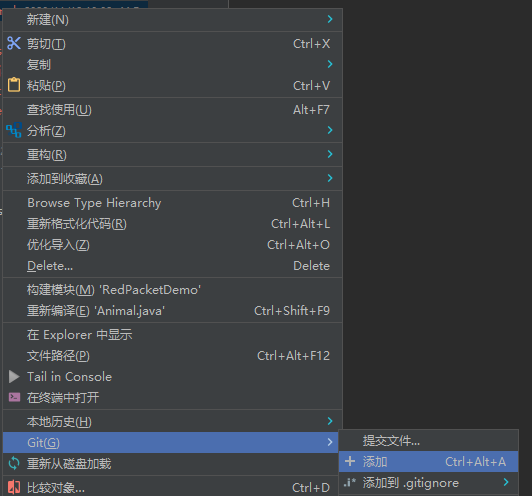 新建(N)
剪切(T) Ctrl+X
复制
粘贴(P) Ctrl+V
查找使用(U) Alt+F7
分析(Z)
重构(R)
添加到收藏(A)
Browse Type Hierarchy Ctrl+H
重新格式化代码(R) Ctrl+Alt+L
优化导入(Z) Ctrl+Alt+O
Delete... Delete
构建模块(M) 'RedPacketDemo'
重新编译(E) 'Animal.java' Ctrl+Shift+F9
在 Explorer 中显示
文件路径(P) Ctrl+Alt+F12
Tail in Console
在终端中打开
本地历史(H)
Git(G)
重新从磁盘加载
比较对象... Ctrl+D
提交文件...
添加 Ctrl+Alt+A
添加到 .gitignore